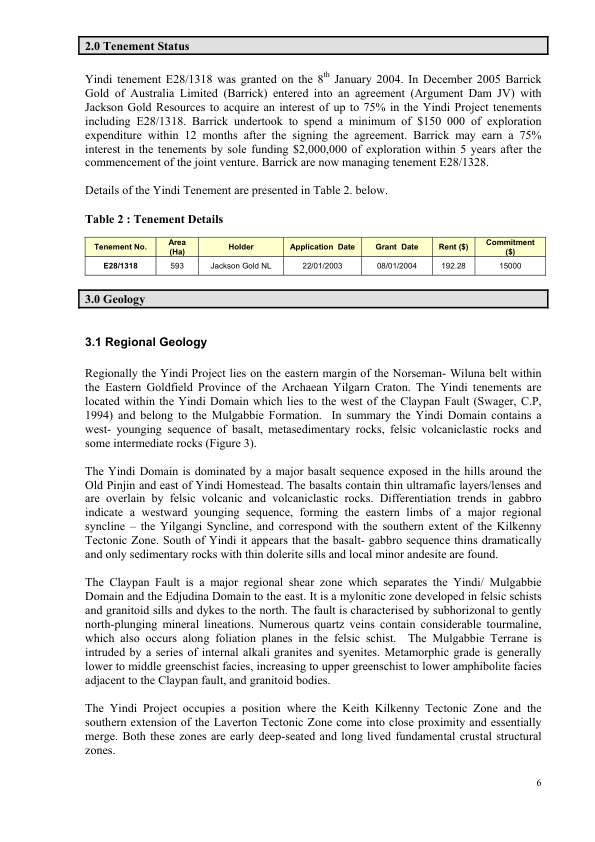 2.0 Tenement Status
Yindi tenement E28/1318 was granted on the 8th January 2004. In December 2005 Barrick
Gold of Australia Limited (Barrick) entered into an agreement (Argument Dam JV) with
Jackson Gold Resources to acquire an interest of up to 75% in the Yindi Project tenements
including E28/1318. Barrick undertook to spend a minimum of $150 000 of exploration
expenditure within 12 months after the signing the agreement. Barrick may earn a 75%
interest in the tenements by sole funding $2,000,000 of exploration within 5 years after the
commencement of the joint venture. Barrick are now managing tenement E28/1328.
Details of the Yindi Tenement are presented in Table 2. below.
Table 2 : Tenement Details
Tenement No. Area (Ha) Holder Application Date Grant Date Rent ($) Commitment ($)
E28/1318 593 Jackson Gold NL 22/01/2003 08/01/2004 192.28 15000
3.0 Geology
3.1 Regional Geology
Regionally the Yindi Project lies on the eastern margin of the Norseman- Wiluna belt within
the Eastern Goldfield Province of the Archaean Yilgarn Craton. The Yindi tenements are
located within the Yindi Domain which lies to the west of the Claypan Fault (Swager, C.P,
1994) and belong to the Mulgabbie Formation. In summary the Yindi Domain contains a
west- younging sequence of basalt, metasedimentary rocks, felsic volcaniclastic rocks and
some intermediate rocks (Figure 3).
The Yindi Domain is dominated by a major basalt sequence exposed in the hills around the
Old Pinjin and east of Yindi Homestead. The basalts contain thin ultramafic layers/lenses and
are overlain by felsic volcanic and volcaniclastic rocks. Differentiation trends in gabbro
indicate a westward younging sequence, forming the eastern limbs of a major regional
syncline – the Yilgangi Syncline, and correspond with the southern extent of the Kilkenny
Tectonic Zone. South of Yindi it appears that the basalt- gabbro sequence thins dramatically
and only sedimentary rocks with thin dolerite sills and local minor andesite are found.
The Claypan Fault is a major regional shear zone which separates the Yindi/ Mulgabbie
Domain and the Edjudina Domain to the east. It is a mylonitic zone developed in felsic schists
and granitoid sills and dykes to the north. The fault is characterised by subhorizonal to gently
north-plunging mineral lineations. Numerous quartz veins contain considerable tourmaline,
which also occurs along foliation planes in the felsic schist. The Mulgabbie Terrane is
intruded by a series of internal alkali granites and syenites. Metamorphic grade is generally
lower to middle greenschist facies, increasing to upper greenschist to lower amphibolite facies
adjacent to the Claypan fault, and granitoid bodies.
The Yindi Project occupies a position where the Keith Kilkenny Tectonic Zone and the
southern extension of the Laverton Tectonic Zone come into close proximity and essentially
merge. Both these zones are early deep-seated and long lived fundamental crustal structural
zones.
6